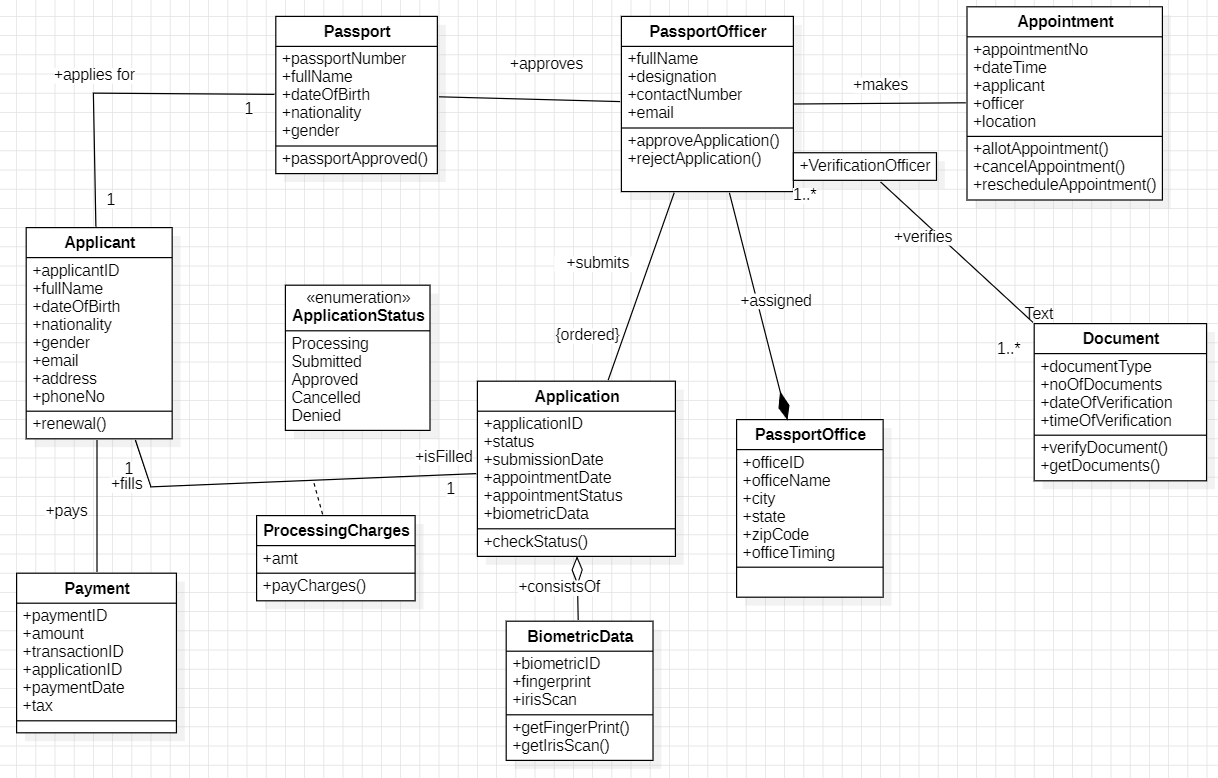 Passport
+passportNumber
+fullName
+dateOfBirth
+nationality
+gender
+passportApproved()
PassportOfficer
+fullName
+designation
+contactNumber
+email
+approveApplication()
+rejectApplication()
Appointment
+appointmentNo
+dateTime
+applicant
+officer
+location
+allotAppointment()
+cancelAppointment()
+rescheduleAppointment()
+applies for
1
1
+approves
+makes
+VerificationOfficer
1..*
+verifies
Text
1..*
Applicant
+applicantID
+fullName
+dateOfBirth
+nationality
+gender
+email
+address
+phoneNo
+renewal()
«enumeration»
ApplicationStatus
Processing
Submitted
Approved
Cancelled
Denied
+submits
{ordered}
+assigned
Document
+documentType
+noOfDocuments
+dateOfVerification
+timeOfVerification
+verifyDocument()
+getDocuments()
Application
+applicationID
+status
+submissionDate
+appointmentDate
+appointmentStatus
+biometricData
+checkStatus()
PassportOffice
+officeID
+officeName
+city
+state
+zipCode
+officeTiming
1
+fills
+isFilled
1
+pays
ProcessingCharges
+amt
+payCharges()
Payment
+paymentID
+amount
+transactionID
+applicationID
+paymentDate
+tax
+consistsOf
BiometricData
+biometricID
+fingerprint
+irisScan
+getFingerPrint()
+getIrisScan()